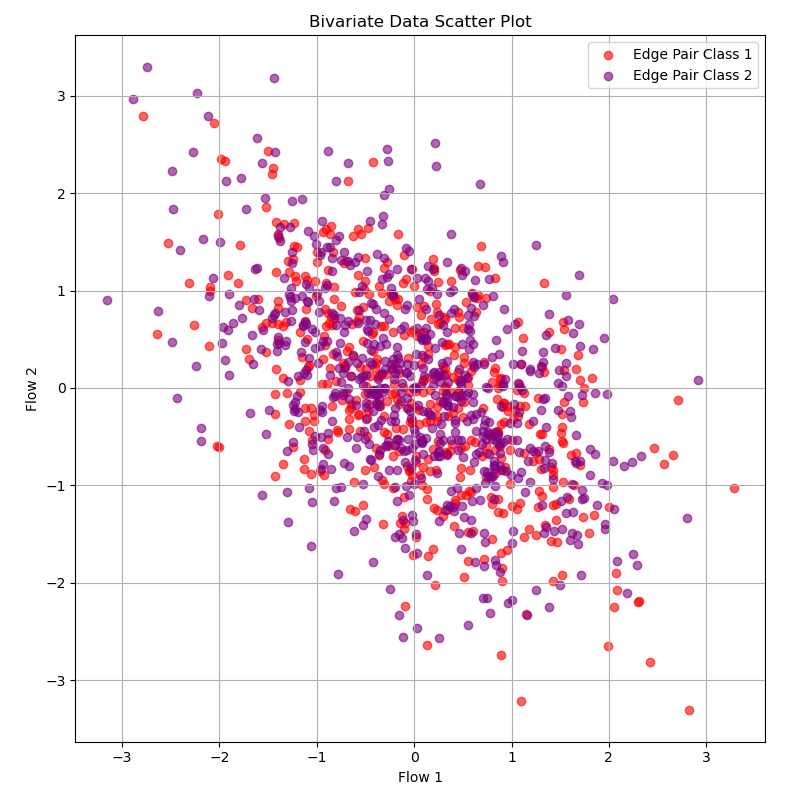 Bivariate Data Scatter Plot
Edge Pair Class 1
Edge Pair Class 2
3
2
1
0
−1
−2
−3
Flow 2
−3
−2
−1
0
1
2
3
Flow 1